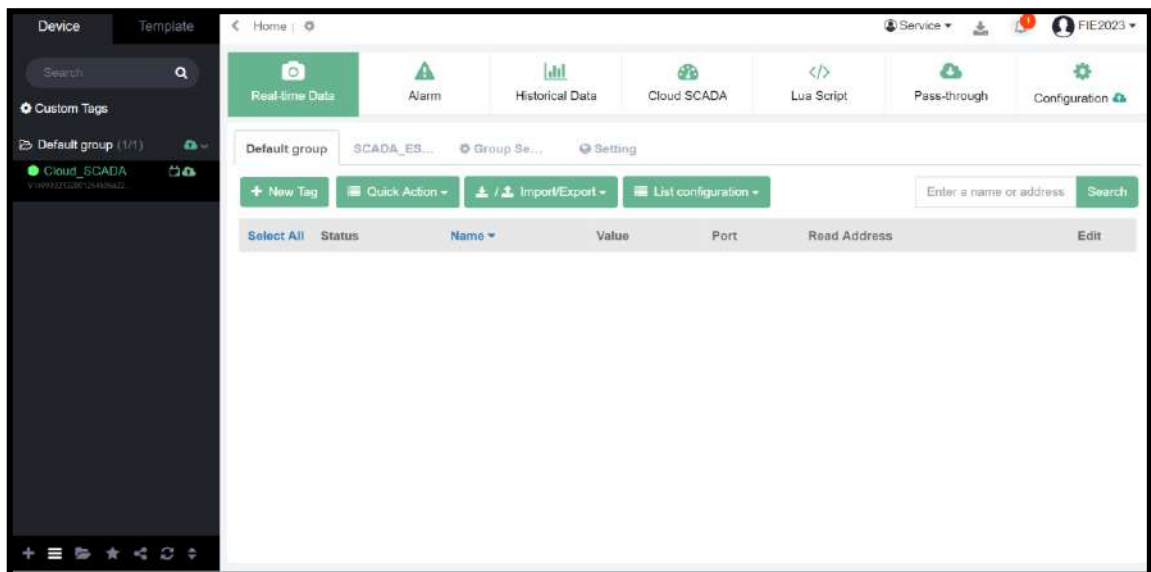 Device Template
Home
Service
1
FIE2023
Search
Custom Tags
Default group (1/1)
Cloud_SCADA
Real-time Data
Alarm
Historical Data
Cloud SCADA
Lua Script
Pass-through
Configuration
Default group
SCADA_ES...
Group Se...
Setting
+ New Tag
Quick Action
/ Import/Export
List configuration
Enter a name or address
Search
Select All Status Name Value Port Read Address Edit